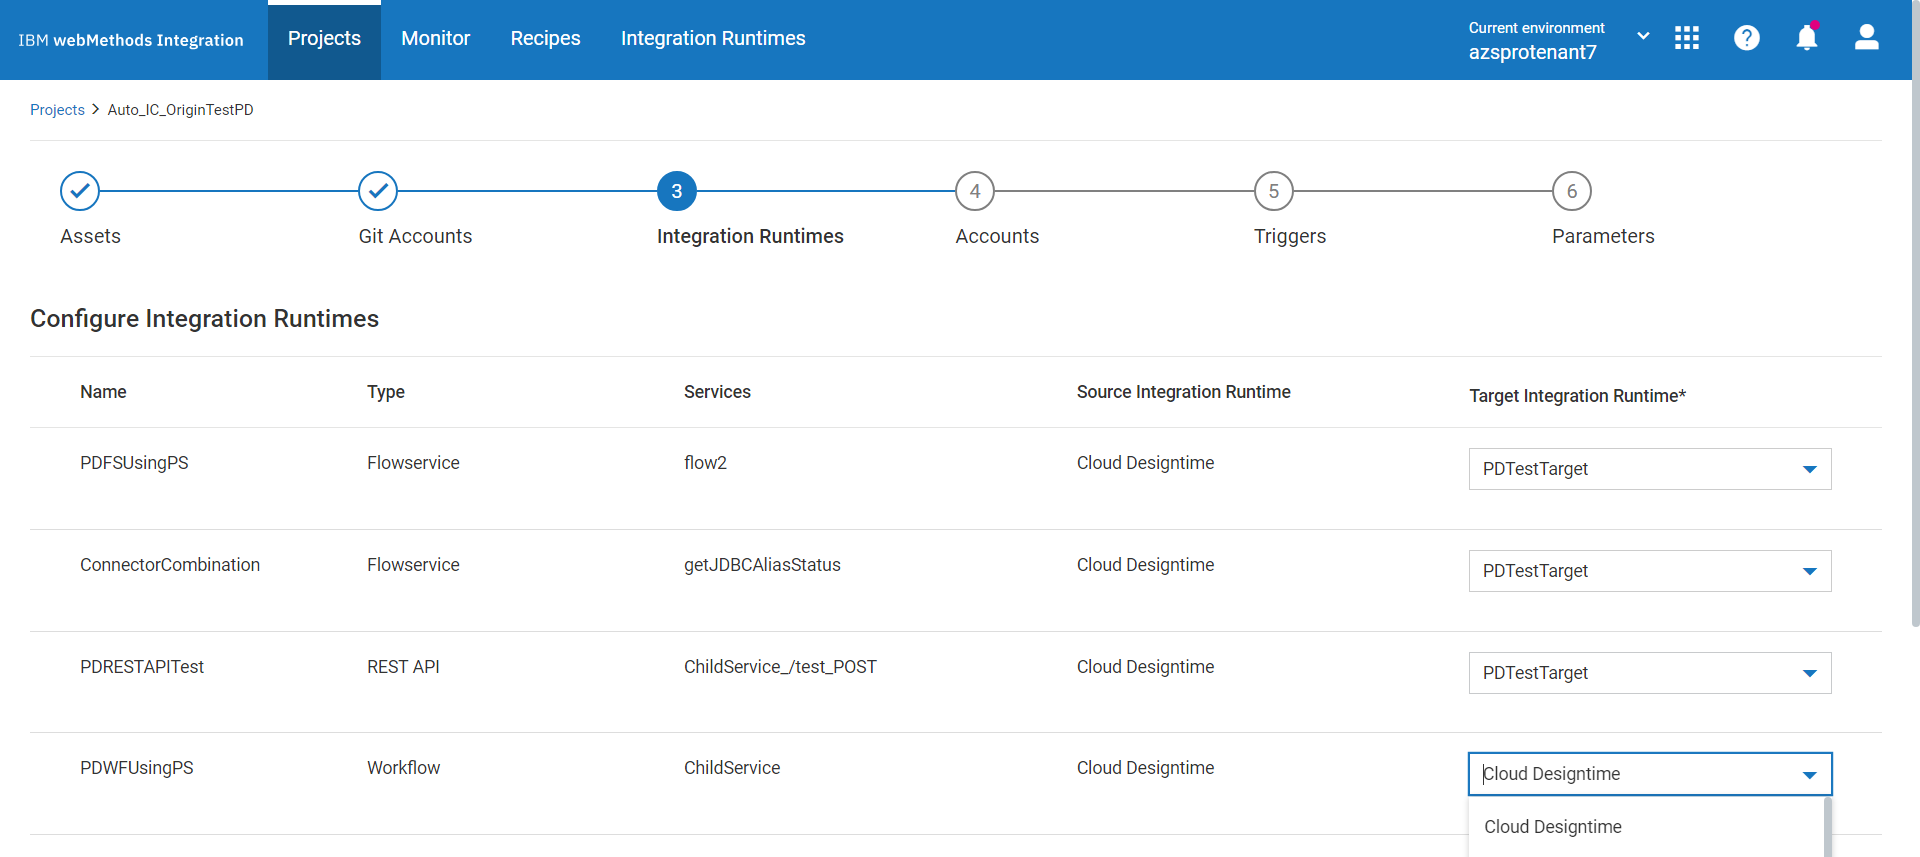 IBM webMethods Integration
Projects
Monitor
Recipes
Integration Runtimes
Current environment
azsprotenant7
Projects > Auto_IC_OriginTestPD
3
4
5
6
Assets
Git Accounts
Integration Runtimes
Accounts
Triggers
Parameters
Configure Integration Runtimes
Name Type Services Source Integration Runtime Target Integration Runtime*
PDFSUsingPS Flowservice flow2 Cloud Designtime PDTestTarget
ConnectorCombination Flowservice getJDBCAliasStatus Cloud Designtime PDTestTarget
PDRESTAPITest REST API ChildService_/test_POST Cloud Designtime PDTestTarget
PDWFUsingPS Workflow ChildService Cloud Designtime Cloud Designtime
Cloud Designtime